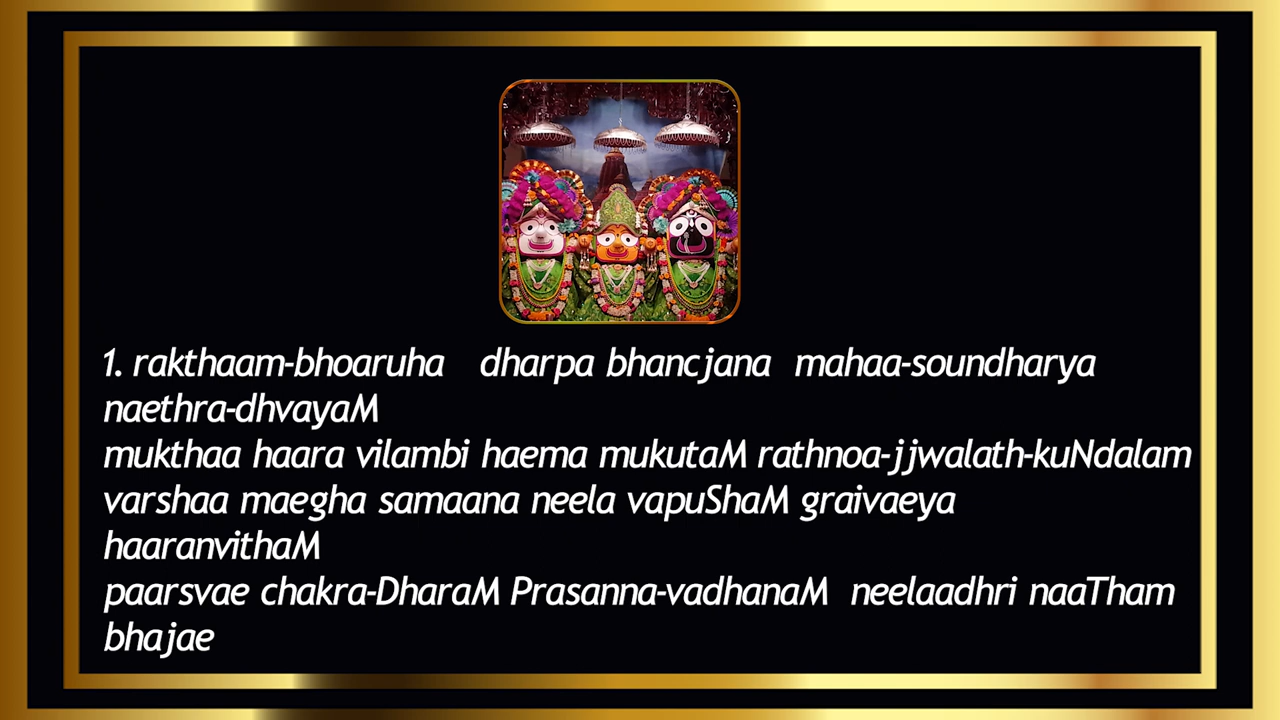 1. rakthaam-bhoaruha dharpa bhancjana mahaa-soundharya
naethra-dhvayaM
mukthaa haara vilambi haema mukutaM rathnoa-jjwalath-kuNdalam
varshaa maegha samaana neela vapuShaM graivaeya
haaranvithaM
paarsvae chakra-DharaM Prasanna-vadhanaM neelaadhri naaTham
bhajae